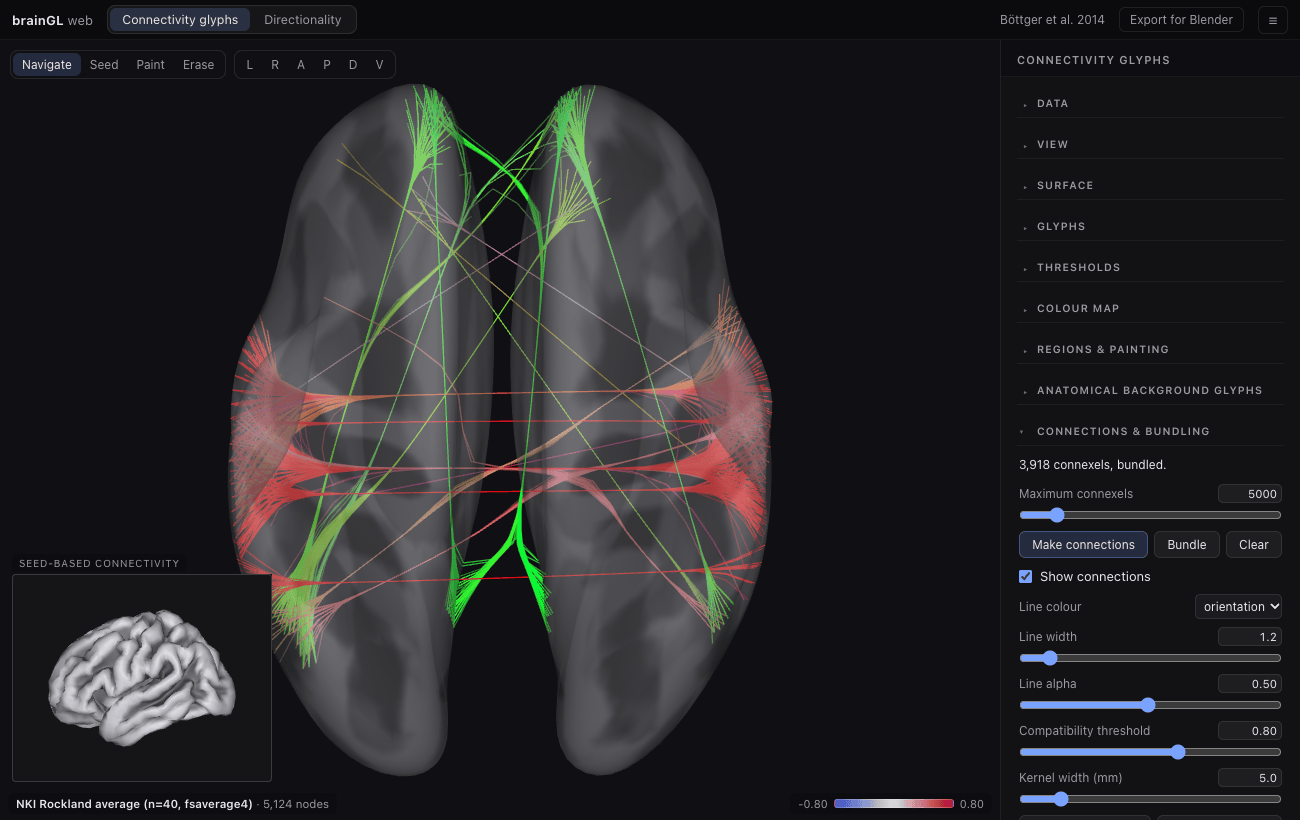 brainGL web
Connectivity glyphs
Directionality
Böttger et al. 2014
Export for Blender
≡
Navigate
Seed
Paint
Erase
L
R
A
P
D
V
CONNECTIVITY GLYPHS
DATA
VIEW
SURFACE
GLYPHS
THRESHOLDS
COLOUR MAP
REGIONS & PAINTING
ANATOMICAL BACKGROUND GLYPHS
CONNECTIONS & BUNDLING
3,918 connexels, bundled.
Maximum connexels 5000
Make connections
Bundle
Clear
Show connections
Line colour orientation
Line width 1.2
Line alpha 0.50
Compatibility threshold 0.80
Kernel width (mm) 5.0
SEED-BASED CONNECTIVITY
NKI Rockland average (n=40, fsaverage4) · 5,124 nodes
-0.80 0.80